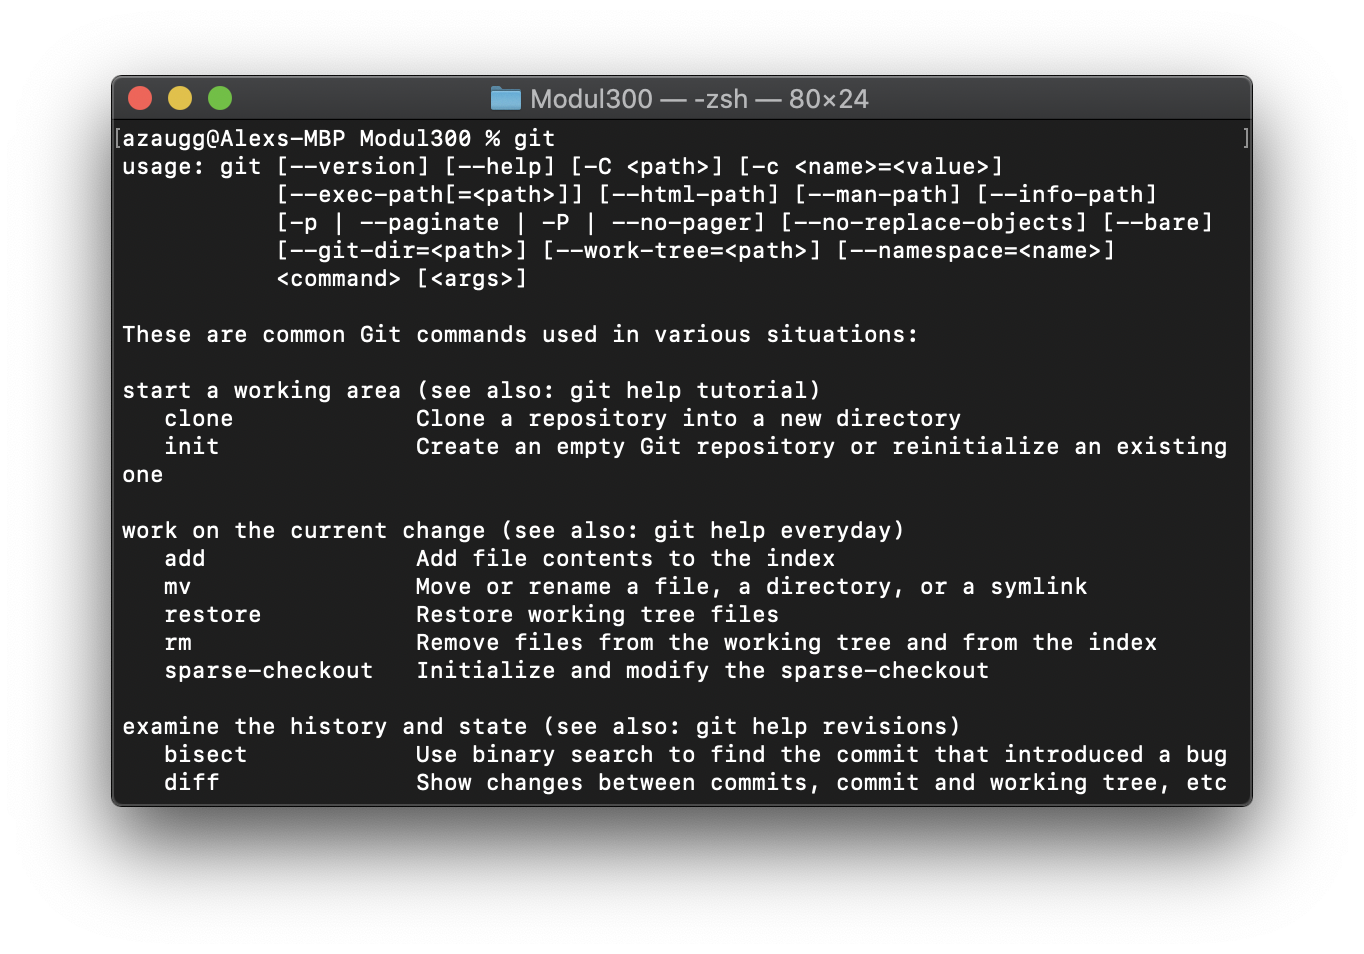 Modul300 — -zsh — 80×24
[azaugg@Alexs-MBP Modul300 % git ]
usage: git [--version] [--help] [-C <path>] [-c <name>=<value>]
           [--exec-path[=<path>]] [--html-path] [--man-path] [--info-path]
           [-p | --paginate | -P | --no-pager] [--no-replace-objects] [--bare]
           [--git-dir=<path>] [--work-tree=<path>] [--namespace=<name>]
           <command> [<args>]

These are common Git commands used in various situations:

start a working area (see also: git help tutorial)
   clone             Clone a repository into a new directory
   init              Create an empty Git repository or reinitialize an existing
one

work on the current change (see also: git help everyday)
   add               Add file contents to the index
   mv                Move or rename a file, a directory, or a symlink
   restore           Restore working tree files
   rm                Remove files from the working tree and from the index
   sparse-checkout   Initialize and modify the sparse-checkout

examine the history and state (see also: git help revisions)
   bisect            Use binary search to find the commit that introduced a bug
   diff              Show changes between commits, commit and working tree, etc